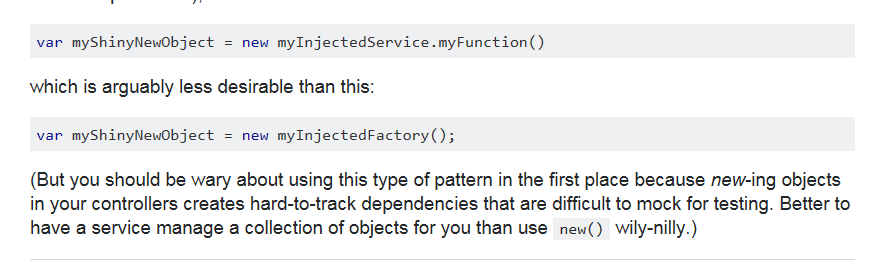 var myShinyNewObject = new myInjectedService.myFunction()
which is arguably less desirable than this:
var myShinyNewObject = new myInjectedFactory();
(But you should be wary about using this type of pattern in the first place because new-ing objects
in your controllers creates hard-to-track dependencies that are difficult to mock for testing. Better to
have a service manage a collection of objects for you than use new() wily-nilly.)